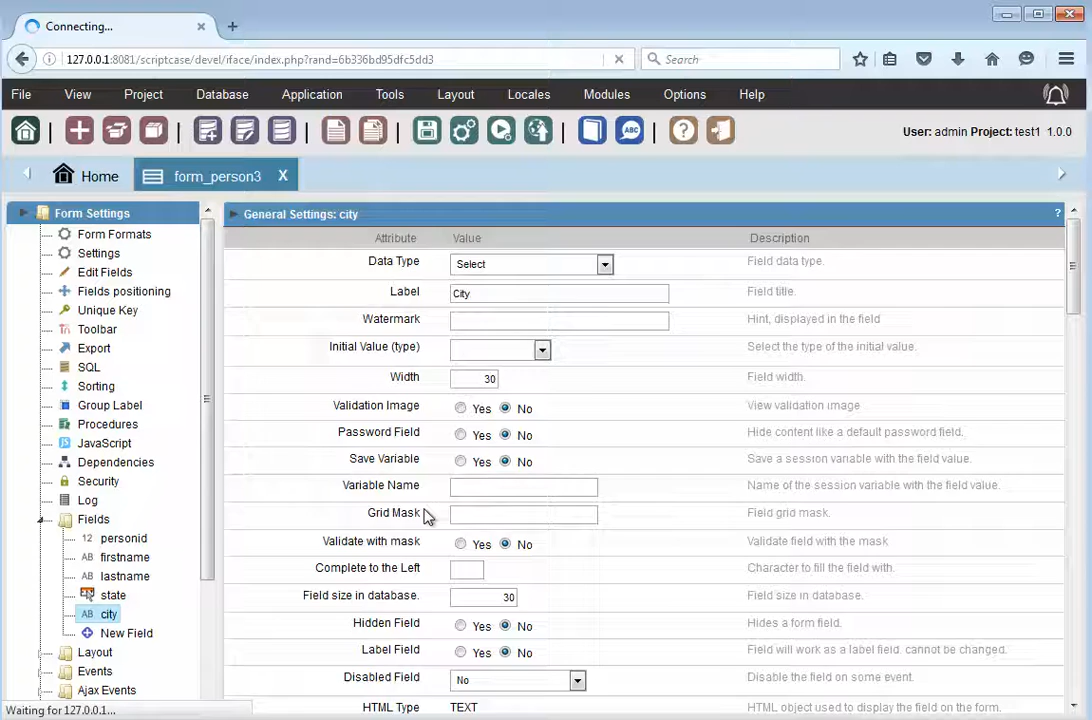 Connecting... x +
127.0.0.1:8081/scriptcase/devel/iface/index.php?rand=6b336bd95dfc5dd3 Search
File View Project Database Application Tools Layout Locales Modules Options Help
ABC ? User: admin Project: test1 1.0.0
Home form_person3 X
Form Settings
Form Formats
Settings
Edit Fields
Fields positioning
Unique Key
Toolbar
Export
SQL
Sorting
Group Label
Procedures
JS JavaScript
Dependencies
Security
Log
Fields
12 personid
AB firstname
AB lastname
state
AB city
New Field
Layout
Events
Ajax Events
General Settings: city ?
Attribute Value Description
Data Type Select Field data type.
Label City Field title.
Watermark Hint, displayed in the field
Initial Value (type) Select the type of the initial value.
Width 30 Field width.
Validation Image Yes No View validation image
Password Field Yes No Hide content like a default password field.
Save Variable Yes No Save a session variable with the field value.
Variable Name Name of the session variable with the field value.
Grid Mask Field grid mask.
Validate with mask Yes No Validate field with the mask
Complete to the Left Character to fill the field with.
Field size in database. 30 Field size in database.
Hidden Field Yes No Hides a form field.
Label Field Yes No Field will work as a label field. cannot be changed.
Disabled Field No Disable the field on some event.
HTML Type TEXT HTML object used to display the field on the form.
Waiting for 127.0.0.1...